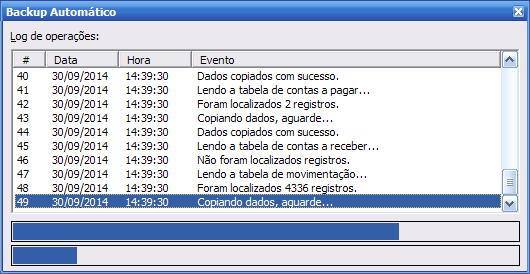 Backup Automático
Log de operações:
# Data Hora Evento
40 30/09/2014 14:39:30 Dados copiados com sucesso.
41 30/09/2014 14:39:30 Lendo a tabela de contas a pagar...
42 30/09/2014 14:39:30 Foram localizados 2 registros.
43 30/09/2014 14:39:30 Copiando dados, aguarde...
44 30/09/2014 14:39:30 Dados copiados com sucesso.
45 30/09/2014 14:39:30 Lendo a tabela de contas a receber...
46 30/09/2014 14:39:30 Não foram localizados registros.
47 30/09/2014 14:39:30 Lendo a tabela de movimentação...
48 30/09/2014 14:39:30 Foram localizados 4336 registros.
49 30/09/2014 14:39:30 Copiando dados, aguarde...